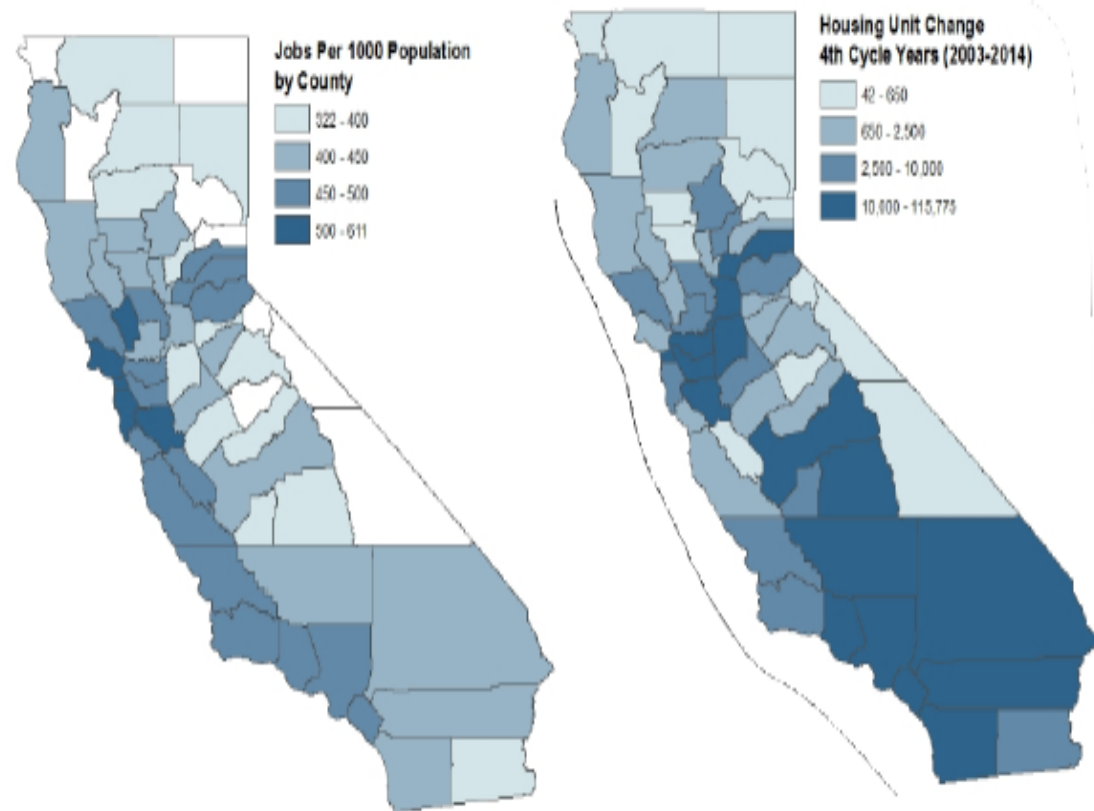 Jobs Per 1000 Population
by County
322 - 400
400 - 450
450 - 500
500 - 611
Housing Unit Change
4th Cycle Years (2003-2014)
42 - 650
650 - 2,500
2,500 - 10,000
10,000 - 115,775